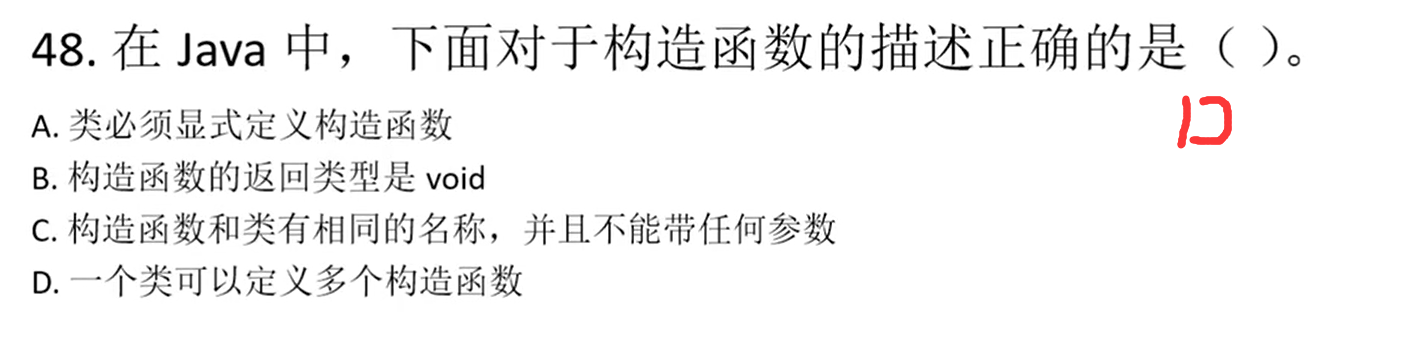 48. 在 Java 中，下面对于构造函数的描述正确的是（ ）。
D
A. 类必须显式定义构造函数
B. 构造函数的返回类型是 void
C. 构造函数和类有相同的名称，并且不能带任何参数
D. 一个类可以定义多个构造函数